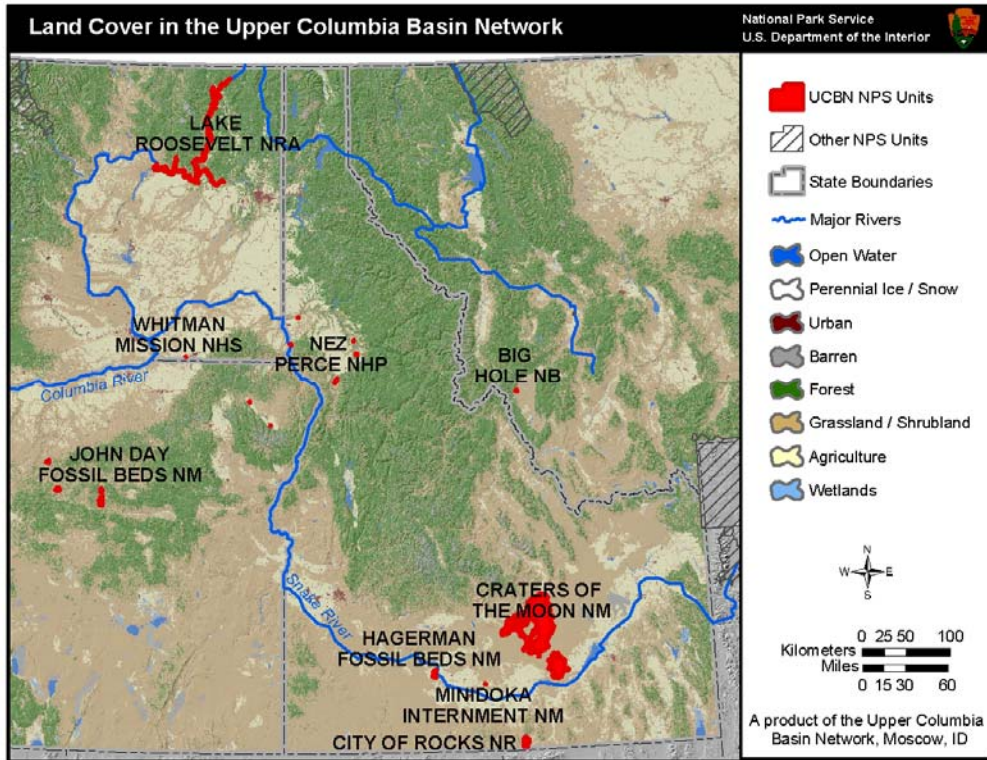 Land Cover in the Upper Columbia Basin Network
National Park Service
U.S. Department of the Interior
LAKE
ROOSEVELT NRA
WHITMAN
MISSION NHS
NEZ
PERCE NHP
BIG
HOLE NB
Columbia River
JOHN DAY
FOSSIL BEDS NM
Snake River
CRATERS OF
THE MOON NM
HAGERMAN
FOSSIL BEDS NM
MINIDOKA
INTERNMENT NM
CITY OF ROCKS NR
UCBN NPS Units
Other NPS Units
State Boundaries
Major Rivers
Open Water
Perennial Ice / Snow
Urban
Barren
Forest
Grassland / Shrubland
Agriculture
Wetlands
N
W E
S
0 25 50 100
Kilometers
Miles
0 15 30 60
A product of the Upper Columbia
Basin Network, Moscow, ID